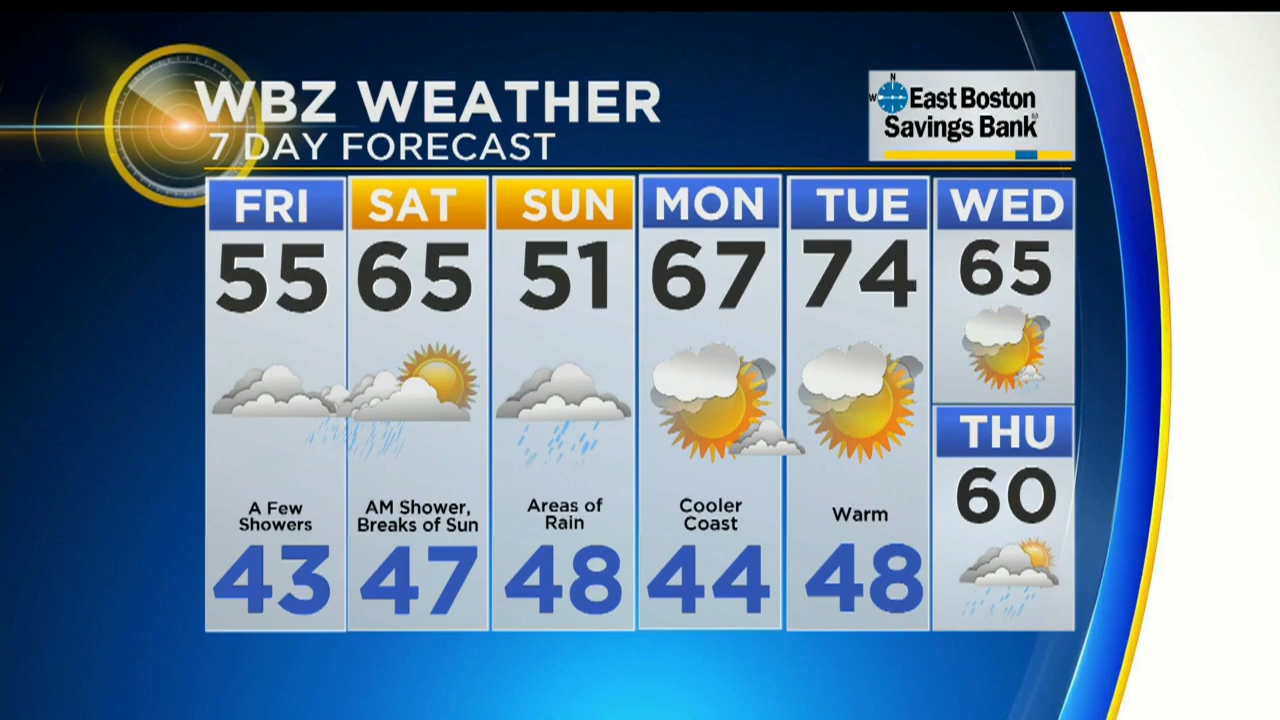 WBZ WEATHER
7 DAY FORECAST
N
W
East Boston
Savings Bank
FRI
55
A Few
Showers
43
SAT
65
AM Shower,
Breaks of Sun
47
SUN
51
Areas of
Rain
48
MON
67
Cooler
Coast
44
TUE
74
Warm
48
WED
65
THU
60